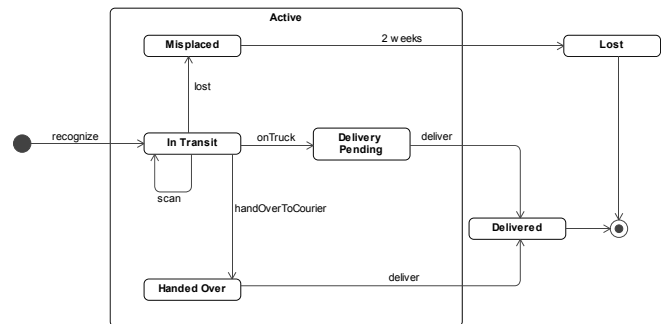 Active
Misplaced
2 weeks
Lost
lost
recognize
In Transit
onTruck
Delivery
Pending
deliver
scan
handOverToCourier
Delivered
Handed Over
deliver